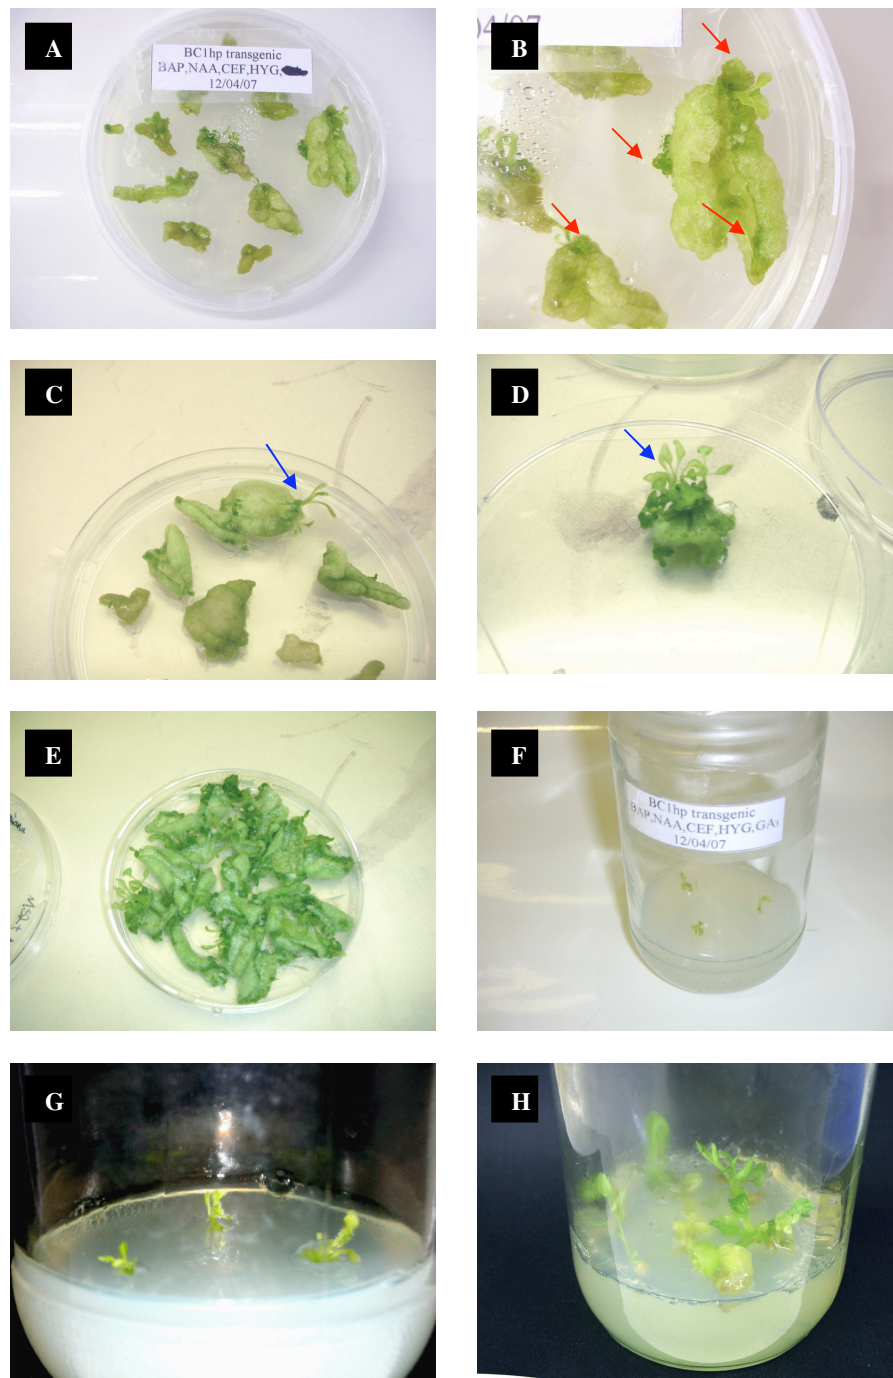 A
BC1hp transgenic
BAP,NAA,CEF,HYG,
12/04/07
B
04/07
C
D
E
F
BC1hp transgenic
BAP,NAA,CEF,HYG,GA3
12/04/07
G
H